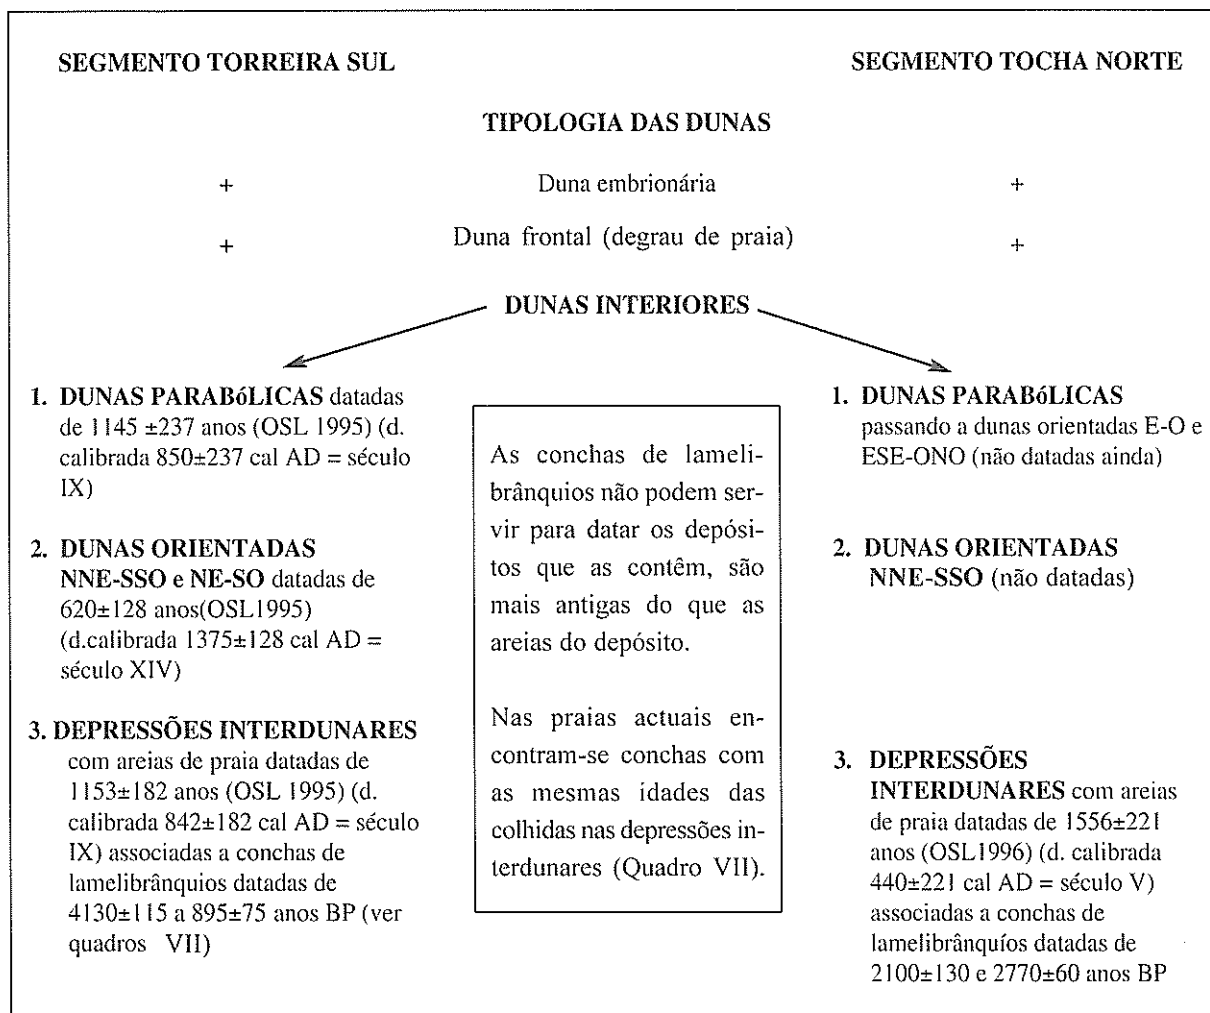 SEGMENTO TORREIRA SUL
SEGMENTO TOCHA NORTE
TIPOLOGIA DAS DUNAS
+ Duna embrionária +
+ Duna frontal (degrau de praia) +
DUNAS INTERIORES
1. DUNAS PARABóLICAS datadas
de 1145 ±237 anos (OSL 1995) (d.
calibrada 850±237 cal AD = século
IX)
2. DUNAS ORIENTADAS
NNE-SSO e NE-SO datadas de
620±128 anos(OSL1995)
(d.calibrada 1375±128 cal AD =
século XIV)
3. DEPRESSÕES INTERDUNARES
com areias de praia datadas de
1153±182 anos (OSL 1995) (d.
calibrada 842±182 cal AD = século
IX) associadas a conchas de
lamelibrânquios datadas de
4130±115 a 895±75 anos BP (ver
quadros VII)
As conchas de lameli-
brânquios não podem ser-
vir para datar os depósi-
tos que as contêm, são
mais antigas do que as
areias do depósito.
Nas praias actuais en-
contram-se conchas com
as mesmas idades das
colhidas nas depressões in-
terdunares (Quadro VII).
1. DUNAS PARABóLICAS
passando a dunas orientadas E-O e
ESE-ONO (não datadas ainda)
2. DUNAS ORIENTADAS
NNE-SSO (não datadas)
3. DEPRESSÕES
INTERDUNARES com areias
de praia datadas de 1556±221
anos (OSL1996) (d. calibrada
440±221 cal AD = século V)
associadas a conchas de
lamelibrânquíos datadas de
2100±130 e 2770±60 anos BP